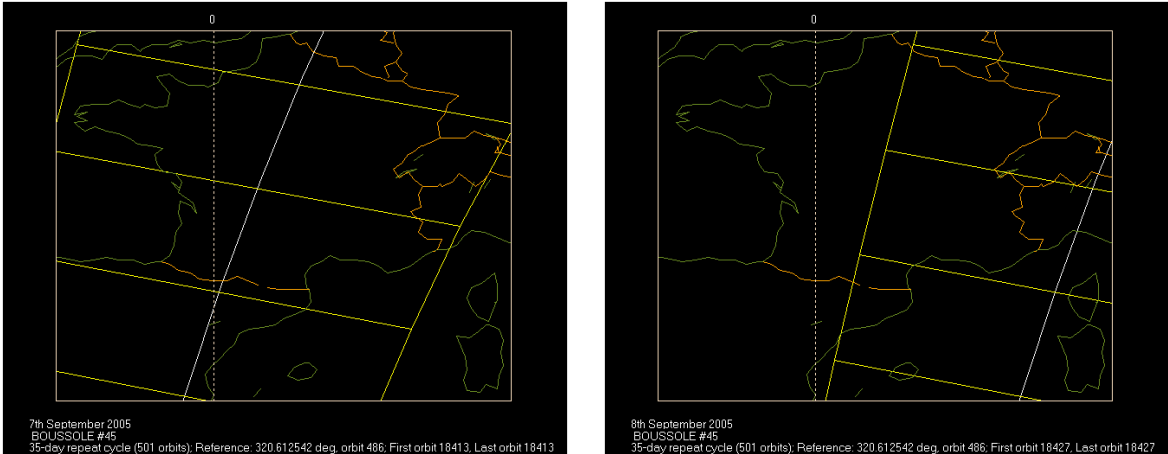 0
7th September 2005
BOUSSOLE #45
35-day repeat cycle (501 orbits); Reference: 320.612542 deg, orbit 486; First orbit 18413, Last orbit 18413
0
8th September 2005
BOUSSOLE #45
35-day repeat cycle (501 orbits); Reference: 320.612542 deg, orbit 486; First orbit 18427, Last orbit 18427